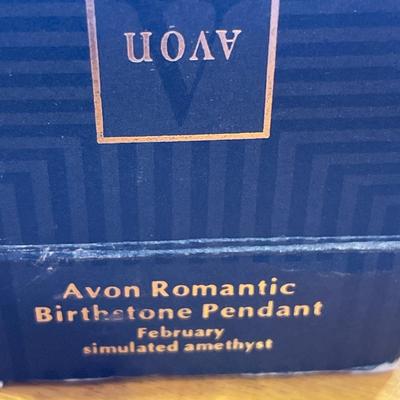 AVON
Avon Romantic
Birthstone Pendant
February
simulated amethyst